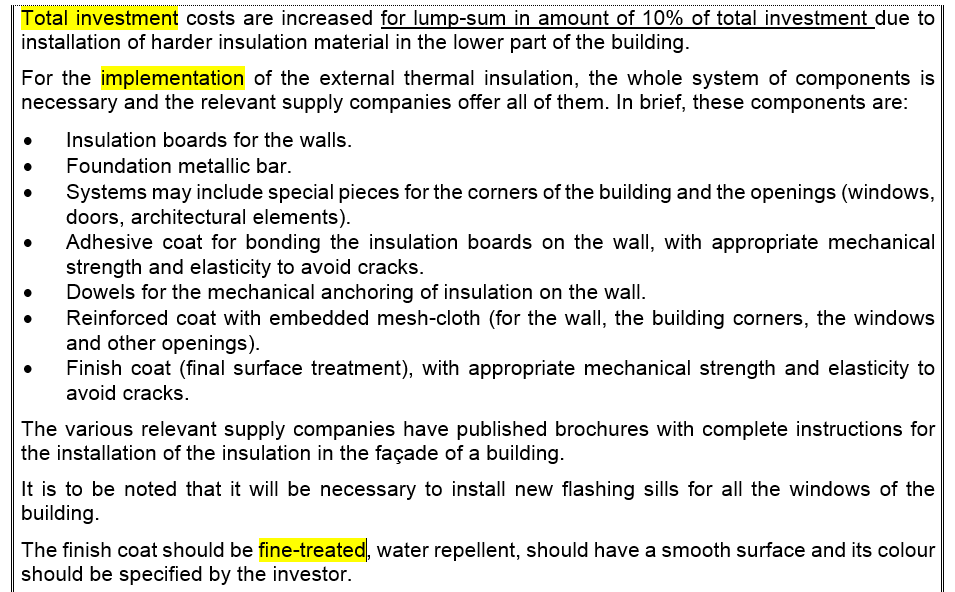 Total investment costs are increased for lump-sum in amount of 10% of total investment due to
installation of harder insulation material in the lower part of the building.
For the implementation of the external thermal insulation, the whole system of components is
necessary and the relevant supply companies offer all of them. In brief, these components are:
• Insulation boards for the walls.
• Foundation metallic bar.
• Systems may include special pieces for the corners of the building and the openings (windows,
doors, architectural elements).
• Adhesive coat for bonding the insulation boards on the wall, with appropriate mechanical
strength and elasticity to avoid cracks.
• Dowels for the mechanical anchoring of insulation on the wall.
• Reinforced coat with embedded mesh-cloth (for the wall, the building corners, the windows
and other openings).
• Finish coat (final surface treatment), with appropriate mechanical strength and elasticity to
avoid cracks.
The various relevant supply companies have published brochures with complete instructions for
the installation of the insulation in the façade of a building.
It is to be noted that it will be necessary to install new flashing sills for all the windows of the
building.
The finish coat should be fine-treated, water repellent, should have a smooth surface and its colour
should be specified by the investor.